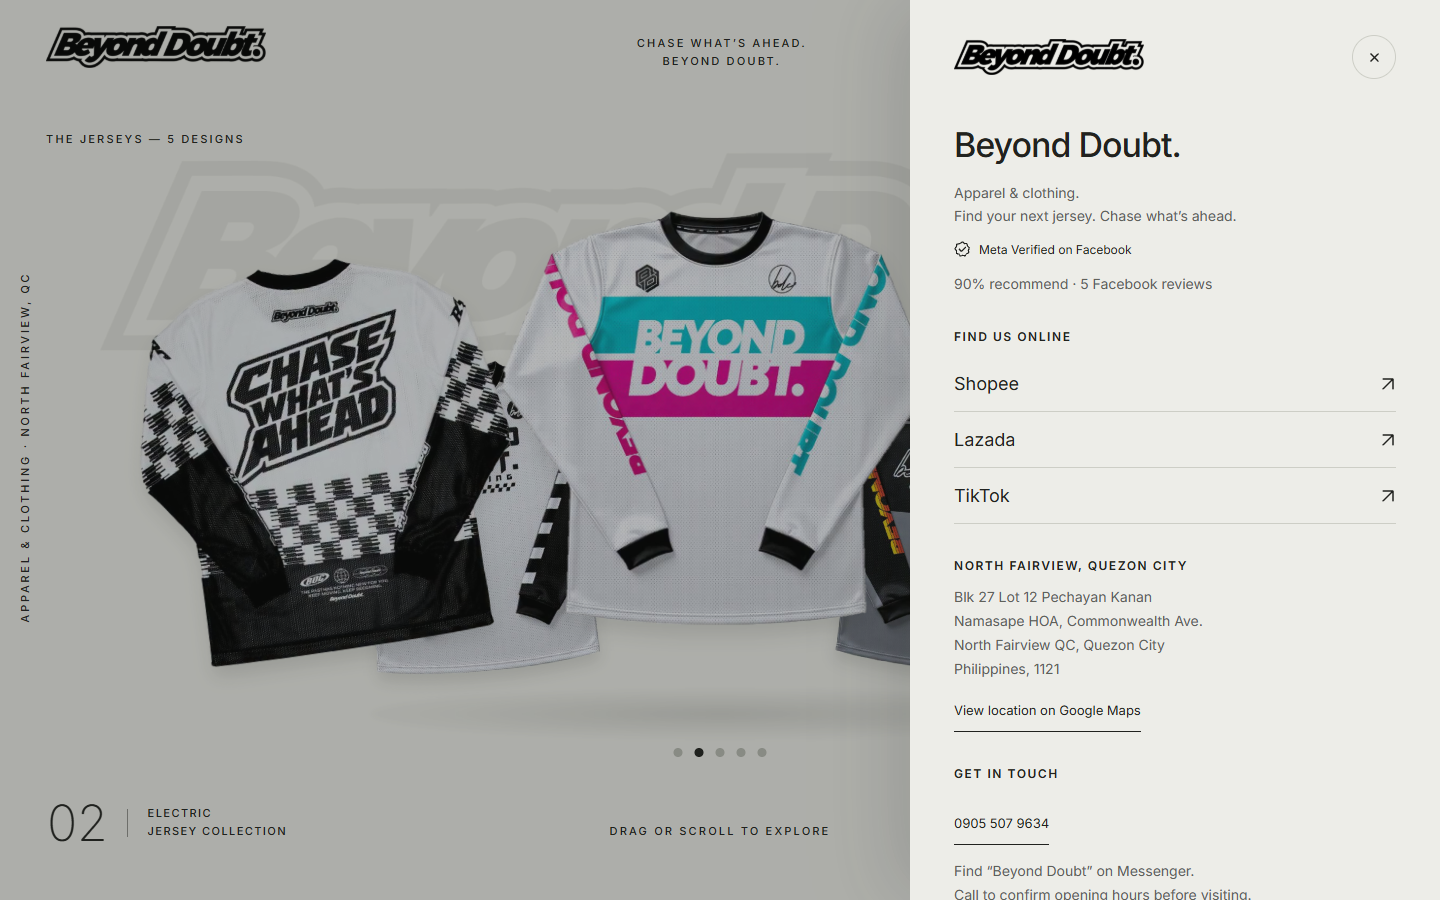 Beyond Doubt.
CHASE WHAT'S AHEAD.
BEYOND DOUBT.
THE JERSEYS — 5 DESIGNS
APPAREL & CLOTHING · NORTH FAIRVIEW, QC
Beyond Doubt.
CHASE
WHAT'S
AHEAD
BDC
Beyond Doubt.
bdc
BEYOND
DOUBT.
02
ELECTRIC
JERSEY COLLECTION
DRAG OR SCROLL TO EXPLORE
Beyond Doubt.
Beyond Doubt.
Apparel & clothing.
Find your next jersey. Chase what’s ahead.
Meta Verified on Facebook
90% recommend · 5 Facebook reviews
FIND US ONLINE
Shopee
Lazada
TikTok
NORTH FAIRVIEW, QUEZON CITY
Blk 27 Lot 12 Pechayan Kanan
Namasape HOA, Commonwealth Ave.
North Fairview QC, Quezon City
Philippines, 1121
View location on Google Maps
GET IN TOUCH
0905 507 9634
Find “Beyond Doubt” on Messenger.
Call to confirm opening hours before visiting.